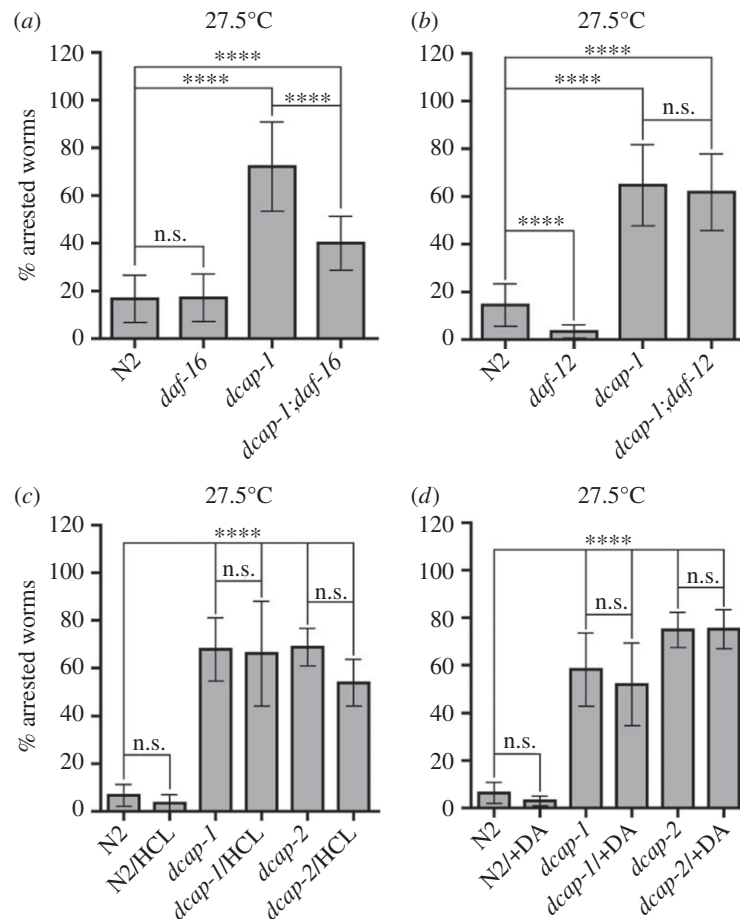 (a) 27.5°C
% arrested worms
120
100
80
60
40
20
0
****
**** ****
n.s.
N2 daf-16 dcap-1 dcap-1;daf-16
(b) 27.5°C
120
100
80
60
40
20
0
****
****
n.s.
****
N2 daf-12 dcap-1 dcap-1;daf-12
(c) 27.5°C
% arrested worms
120
100
80
60
40
20
0
****
n.s.
n.s.
n.s.
N2 N2/HCL dcap-1 dcap-1/HCL dcap-2 dcap-2/HCL
(d) 27.5°C
120
100
80
60
40
20
0
****
n.s.
n.s.
n.s.
N2 N2/+DA dcap-1 dcap-1/+DA dcap-2 dcap-2/+DA